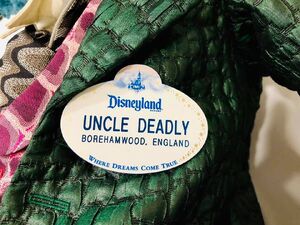 Disneyland
UNCLE DEADLY
BOREHAMWOOD, ENGLAND
WHERE DREAMS COME TRUE